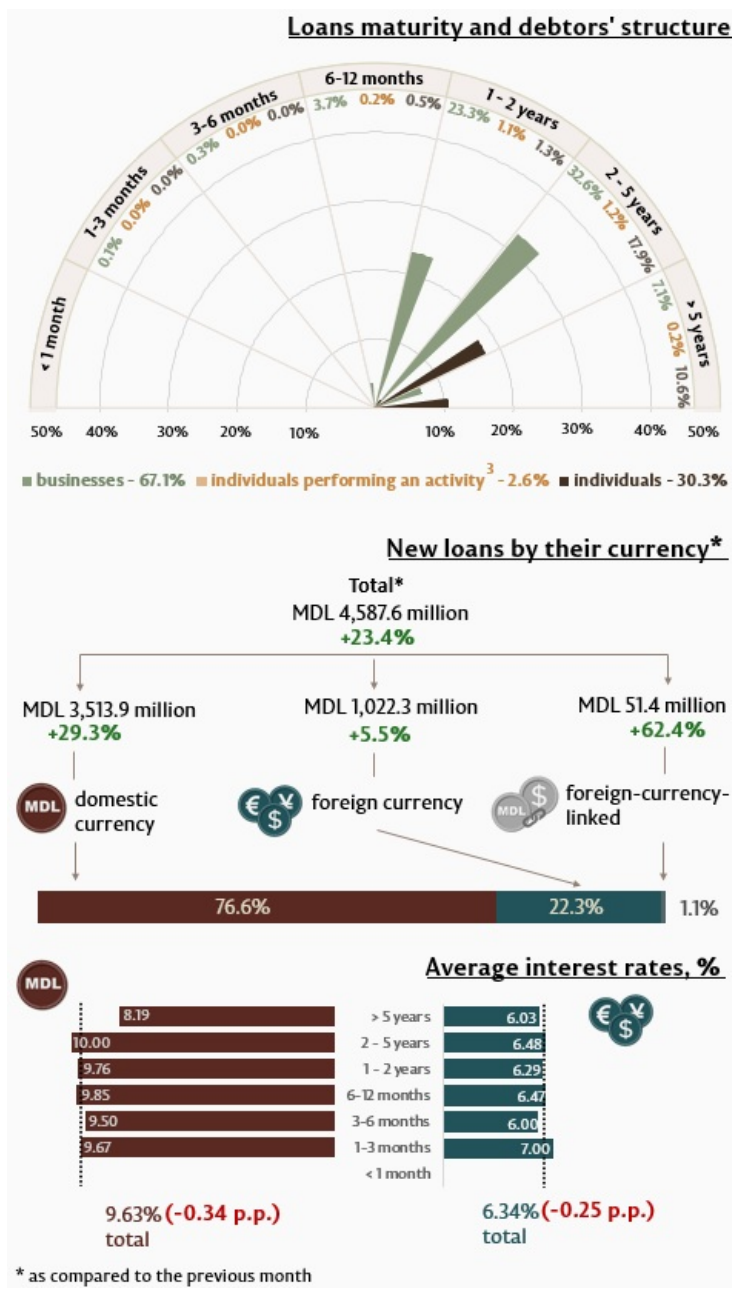 Loans maturity and debtors' structure
< 1 month
1-3 months
0.1% 0.0% 0.0%
3-6 months
0.3% 0.0% 0.0%
6-12 months
3.7% 0.2% 0.5%
1 - 2 years
23.3% 1.1% 1.3%
2 - 5 years
32.6% 1.2% 17.9%
> 5 years
7.1% 0.2% 10.6%
50% 40% 30% 20% 10% 10% 20% 30% 40% 50%
businesses - 67.1% individuals performing an activity 3 - 2.6% individuals - 30.3%
New loans by their currency*
Total*
MDL 4,587.6 million
+23.4%
MDL 3,513.9 million
+29.3%
MDL 1,022.3 million
+5.5%
MDL 51.4 million
+62.4%
MDL
domestic
currency
€ ¥ $
foreign currency
MDL $
foreign-currency-
linked
76.6% 22.3% 1.1%
MDL
Average interest rates, %
€ ¥ $
8.19 > 5 years 6.03
10.00 2 - 5 years 6.48
9.76 1 - 2 years 6.29
9.85 6-12 months 6.47
9.50 3-6 months 6.00
9.67 1-3 months 7.00
< 1 month
9.63% (-0.34 p.p.)
total
6.34% (-0.25 p.p.)
total
* as compared to the previous month